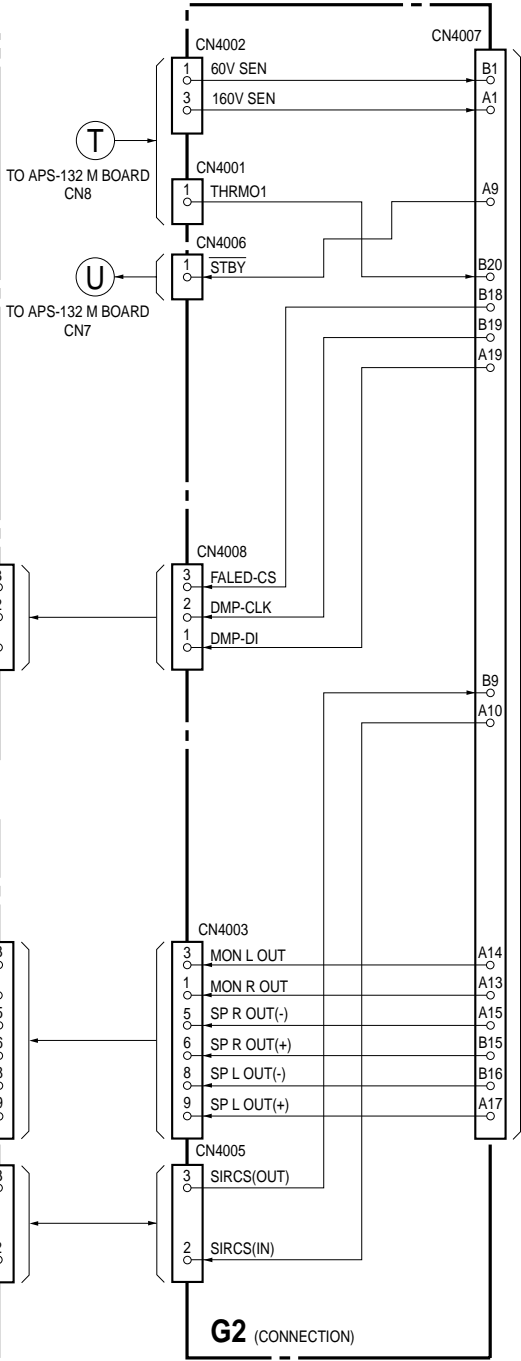 CN4007
CN4002
1 60V SEN B1
3 160V SEN A1
T
TO APS-132 M BOARD
CN8
CN4001
1 THRMO1 A9
CN4006
1 STBY B20
U
TO APS-132 M BOARD
CN7
B18
B19
A19
CN4008
3 FALED-CS
2 DMP-CLK
1 DMP-DI
B9
A10
CN4003
3 MON L OUT A14
1 MON R OUT A13
5 SP R OUT(-) A15
6 SP R OUT(+) B15
8 SP L OUT(-) B16
9 SP L OUT(+) A17
CN4005
3 SIRCS(OUT)
2 SIRCS(IN)
G2 (CONNECTION)